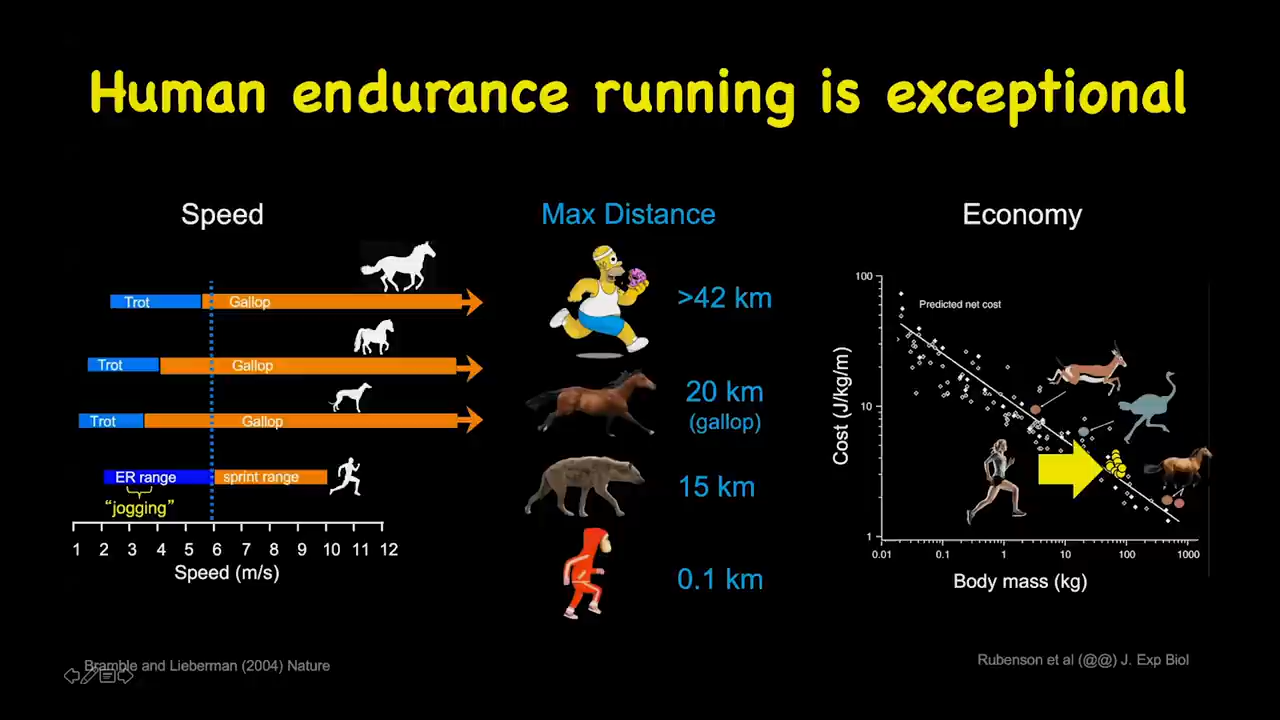 Human endurance running is exceptional
Speed
Trot
Gallop
Trot
Gallop
Trot
Gallop
ER range
sprint range
"jogging"
1 2 3 4 5 6 7 8 9 10 11 12
Speed (m/s)
Bramble and Lieberman (2004) Nature
Max Distance
>42 km
20 km
(gallop)
15 km
0.1 km
Economy
Predicted net cost
100
10
1
Cost (J/kg/m)
0.01 0.1 1 10 100 1000
Body mass (kg)
Rubenson et al (@@) J. Exp Biol